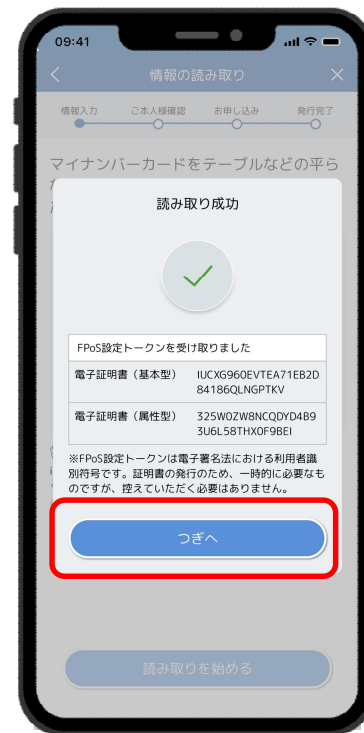 09:41
情報の読み取り
情報入力 ご本人様確認 お申し込み 発行完了
マイナンバーカードをテーブルなどの平ら
読み取り成功
FPoS設定トークンを受け取りました
電子証明書（基本型） IUCXG960EVTEA71EB2D
84186QLNGPTKV
電子証明書（属性型） 325W0ZW8NCQDYD4B9
3U6L58THX0F9BEI
※FPoS設定トークンは電子署名法における利用者識
別符号です。証明書の発行のため、一時的に必要なも
のですが、控えていただく必要はありません。
つぎへ
読み取りを始める